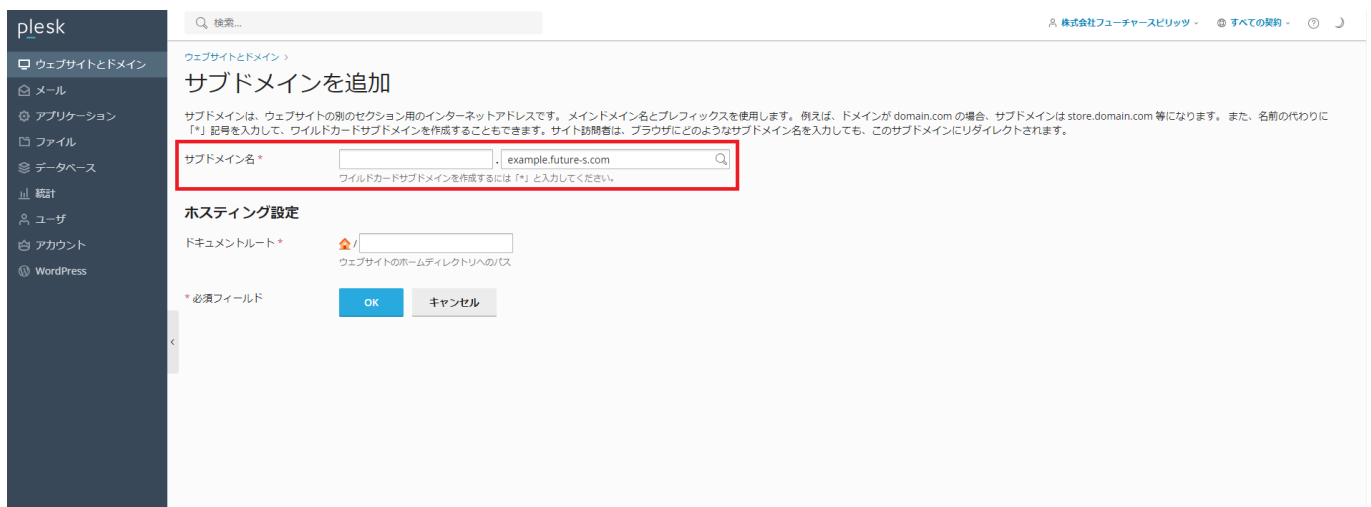 plesk
検索...
株式会社フューチャースピリッツ
すべての契約
ウェブサイトとドメイン
メール
アプリケーション
ファイル
データベース
統計
ユーザ
アカウント
WordPress
ウェブサイトとドメイン
サブドメインを追加
サブドメインは、ウェブサイトの別のセクション用のインターネットアドレスです。 メインドメイン名とプレフィックスを使用します。 例えば、ドメインが domain.com の場合、サブドメインは store.domain.com 等になります。 また、名前の代わりに
「*」記号を入力して、ワイルドカードサブドメインを作成することもできます。サイト訪問者は、ブラウザにどのようなサブドメイン名を入力しても、このサブドメインにリダイレクトされます。
サブドメイン名 * . example.future-s.com
ワイルドカードサブドメインを作成するには「*」と入力してください。
ホスティング設定
ドキュメントルート * /
ウェブサイトのホームディレクトリへのパス
* 必須フィールド OK キャンセル